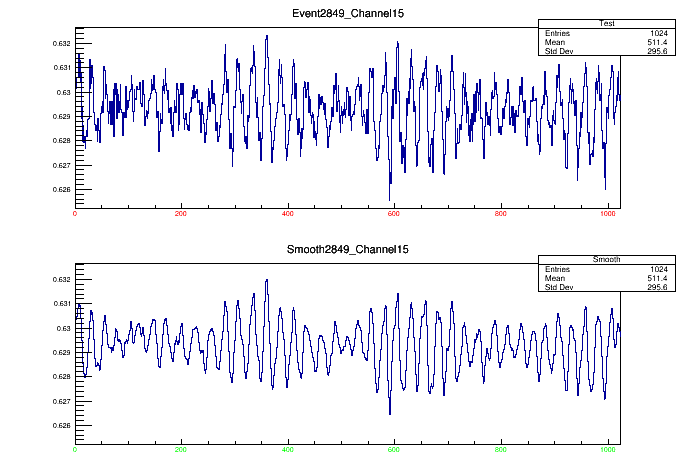 Event2849_Channel15
Test
Entries 1024
Mean 511.4
Std Dev 295.6
0.632
0.631
0.63
0.629
0.628
0.627
0.626
0 200 400 600 800 1000
Smooth2849_Channel15
Smooth
Entries 1024
Mean 511.4
Std Dev 295.6
0.632
0.631
0.63
0.629
0.628
0.627
0.626
0 200 400 600 800 1000